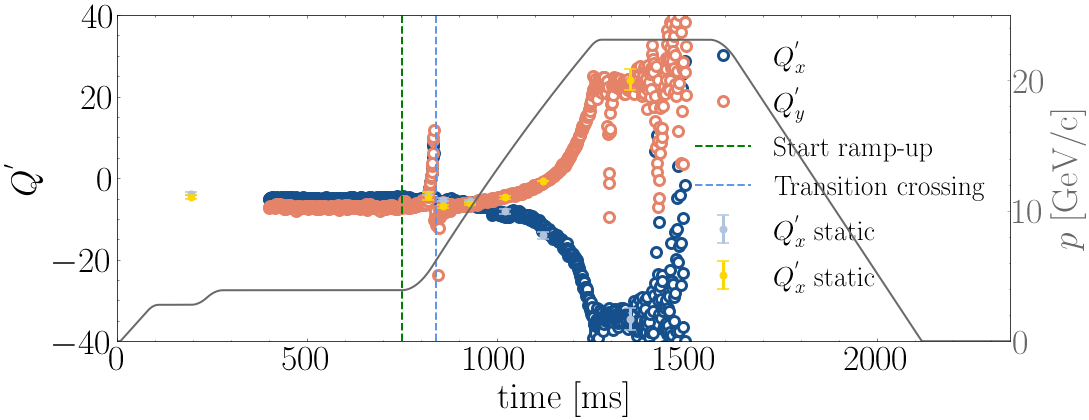 40
20
0
−20
−40
Q'
0
500
1000
1500
2000
time [ms]
20
10
0
p [GeV/c]
Q'x
Q'y
Start ramp-up
Transition crossing
Q'x static
Q'x static